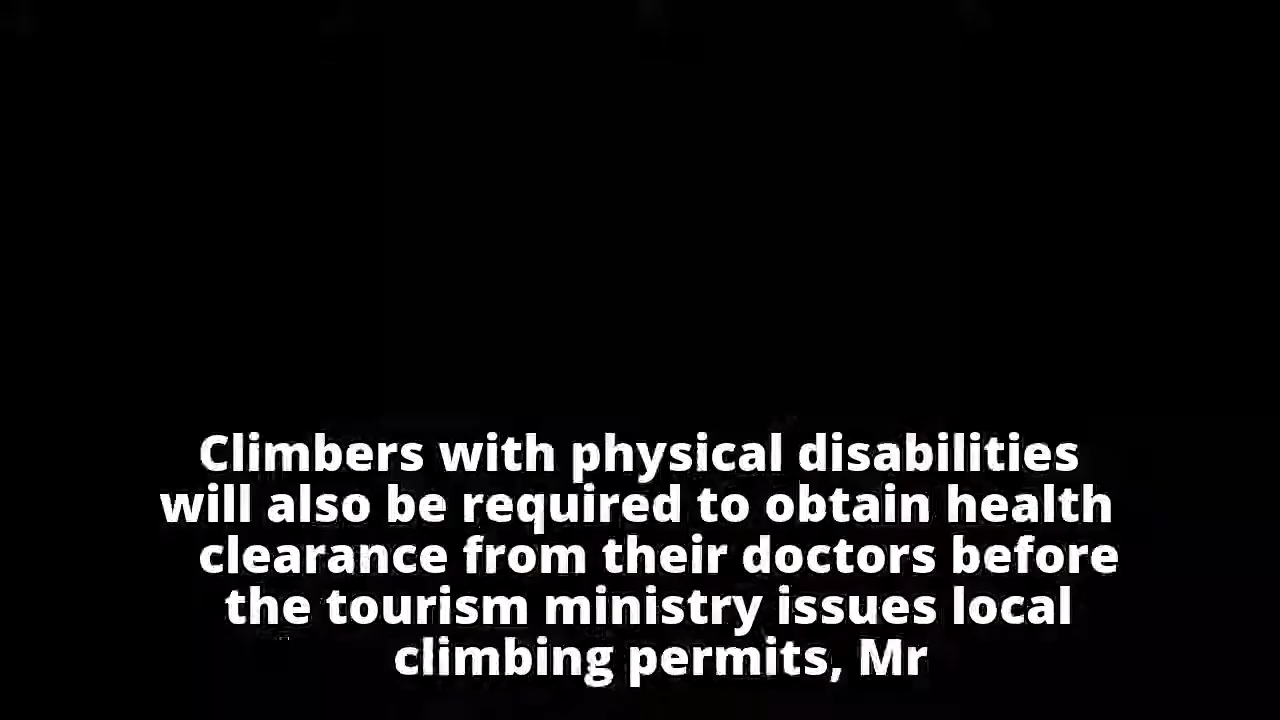 Climbers with physical disabilities
will also be required to obtain health
clearance from their doctors before
the tourism ministry issues local
climbing permits, Mr